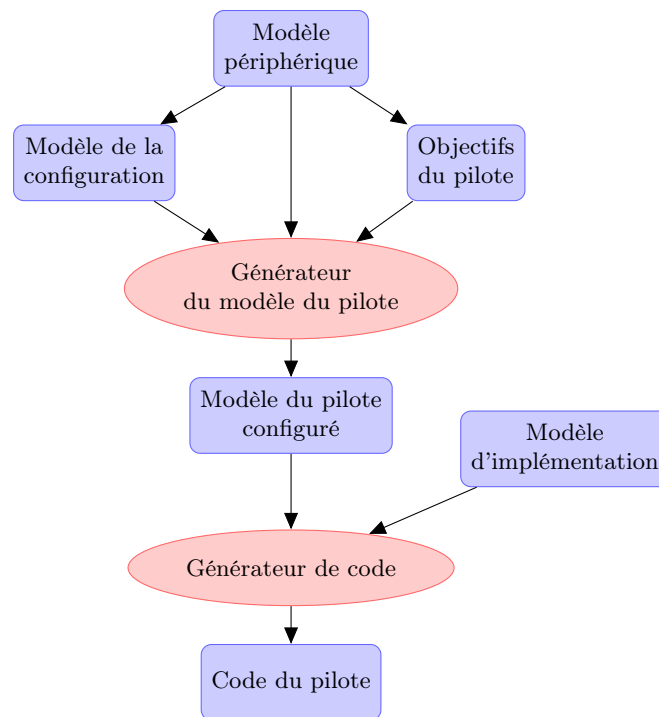 Modèle
périphérique
Modèle de la
configuration
Objectifs
du pilote
Générateur
du modèle du pilote
Modèle du pilote
configuré
Modèle
d'implémentation
Générateur de code
Code du pilote